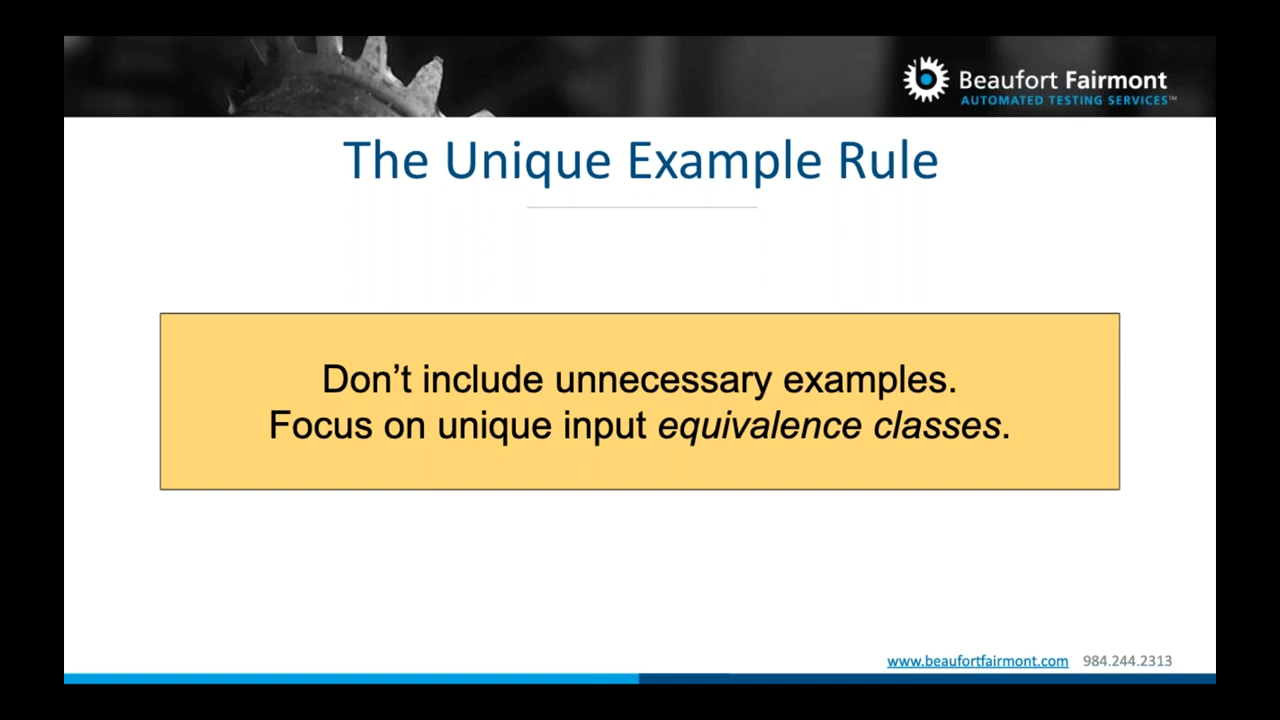 Beaufort Fairmont
AUTOMATED TESTING SERVICES™
The Unique Example Rule
Don’t include unnecessary examples.
Focus on unique input equivalence classes.
www.beaufortfairmont.com 984.244.2313